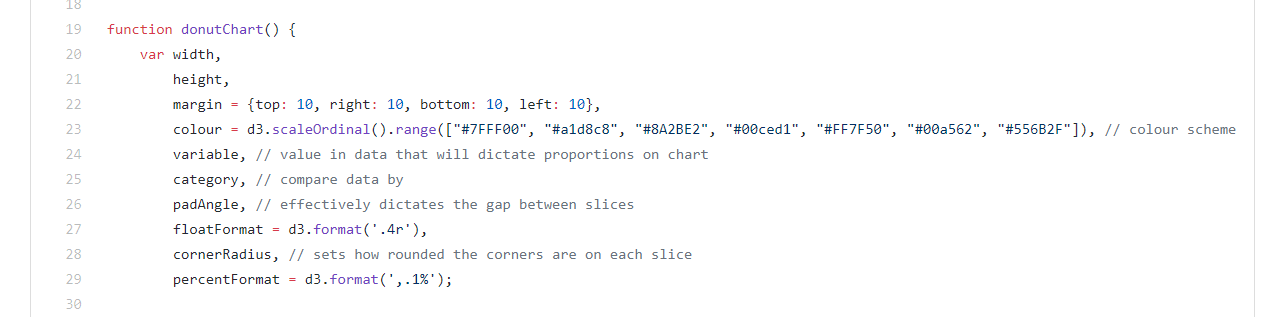 18
19 function donutChart() {
20 var width,
21 height,
22 margin = {top: 10, right: 10, bottom: 10, left: 10},
23 colour = d3.scaleOrdinal().range(["#7FFF00", "#a1d8c8", "#8A2BE2", "#00ced1", "#FF7F50", "#00a562", "#556B2F"]), // colour scheme
24 variable, // value in data that will dictate proportions on chart
25 category, // compare data by
26 padAngle, // effectively dictates the gap between slices
27 floatFormat = d3.format('.4r'),
28 cornerRadius, // sets how rounded the corners are on each slice
29 percentFormat = d3.format(',.1%');
30